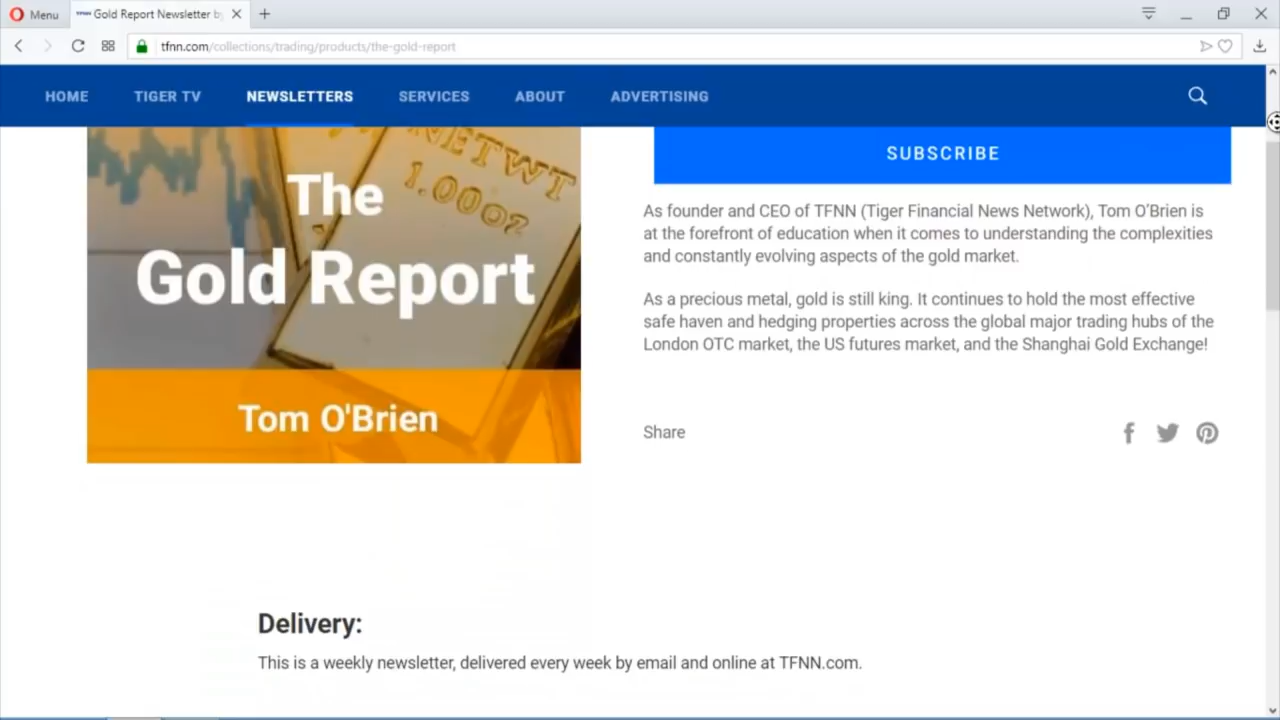 Menu
TFNN Gold Report Newsletter by
tfnn.com/collections/trading/products/the-gold-report
HOME
TIGER TV
NEWSLETTERS
SERVICES
ABOUT
ADVERTISING
NETWT
1.00oz
The
Gold Report
Tom O'Brien
SUBSCRIBE
As founder and CEO of TFNN (Tiger Financial News Network), Tom O’Brien is
at the forefront of education when it comes to understanding the complexities
and constantly evolving aspects of the gold market.
As a precious metal, gold is still king. It continues to hold the most effective
safe haven and hedging properties across the global major trading hubs of the
London OTC market, the US futures market, and the Shanghai Gold Exchange!
Share
Delivery:
This is a weekly newsletter, delivered every week by email and online at TFNN.com.